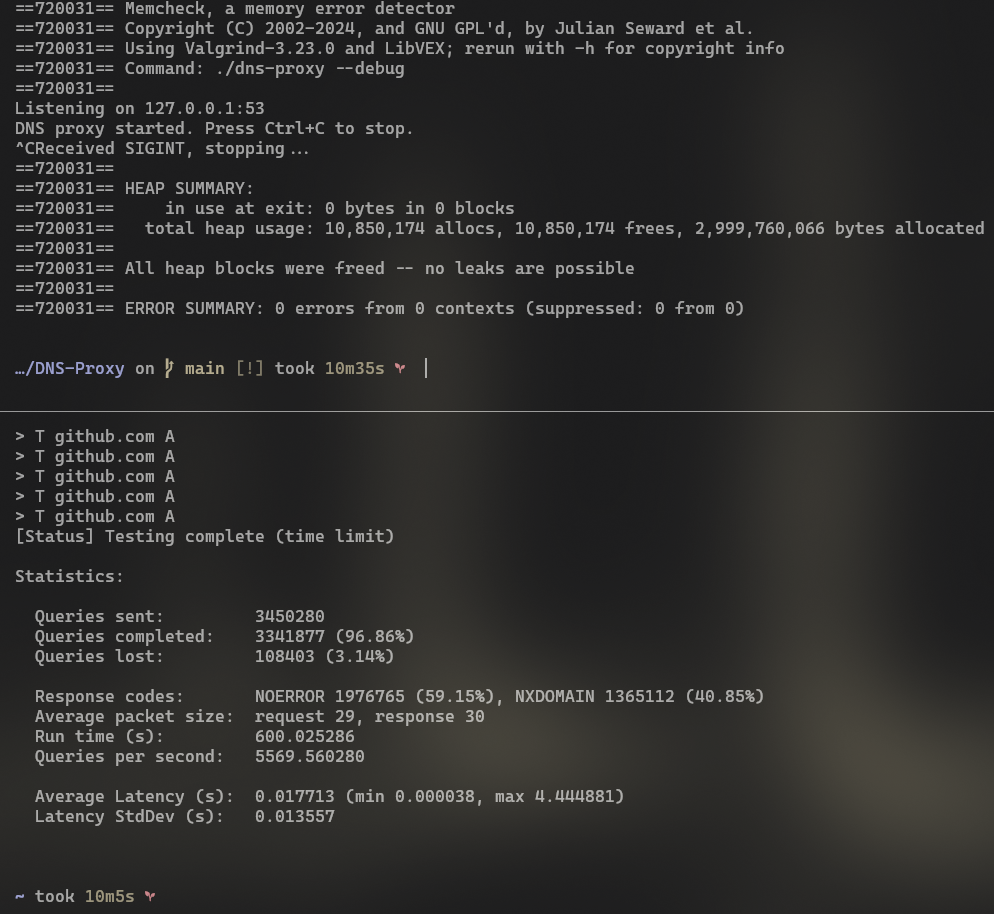 ==720031== Memcheck, a memory error detector
==720031== Copyright (C) 2002-2024, and GNU GPL'd, by Julian Seward et al.
==720031== Using Valgrind-3.23.0 and LibVEX; rerun with -h for copyright info
==720031== Command: ./dns-proxy --debug
==720031==
Listening on 127.0.0.1:53
DNS proxy started. Press Ctrl+C to stop.
^CReceived SIGINT, stopping...
==720031==
==720031== HEAP SUMMARY:
==720031==     in use at exit: 0 bytes in 0 blocks
==720031==   total heap usage: 10,850,174 allocs, 10,850,174 frees, 2,999,760,066 bytes allocated
==720031==
==720031== All heap blocks were freed -- no leaks are possible
==720031==
==720031== ERROR SUMMARY: 0 errors from 0 contexts (suppressed: 0 from 0)
…/DNS-Proxy on main [!] took 10m35s
> T github.com A
> T github.com A
> T github.com A
> T github.com A
> T github.com A
[Status] Testing complete (time limit)
Statistics:
Queries sent:         3450280
Queries completed:    3341877 (96.86%)
Queries lost:         108403 (3.14%)
Response codes:       NOERROR 1976765 (59.15%), NXDOMAIN 1365112 (40.85%)
Average packet size:  request 29, response 30
Run time (s):         600.025286
Queries per second:   5569.560280
Average Latency (s):  0.017713 (min 0.000038, max 4.444881)
Latency StdDev (s):   0.013557
~ took 10m5s